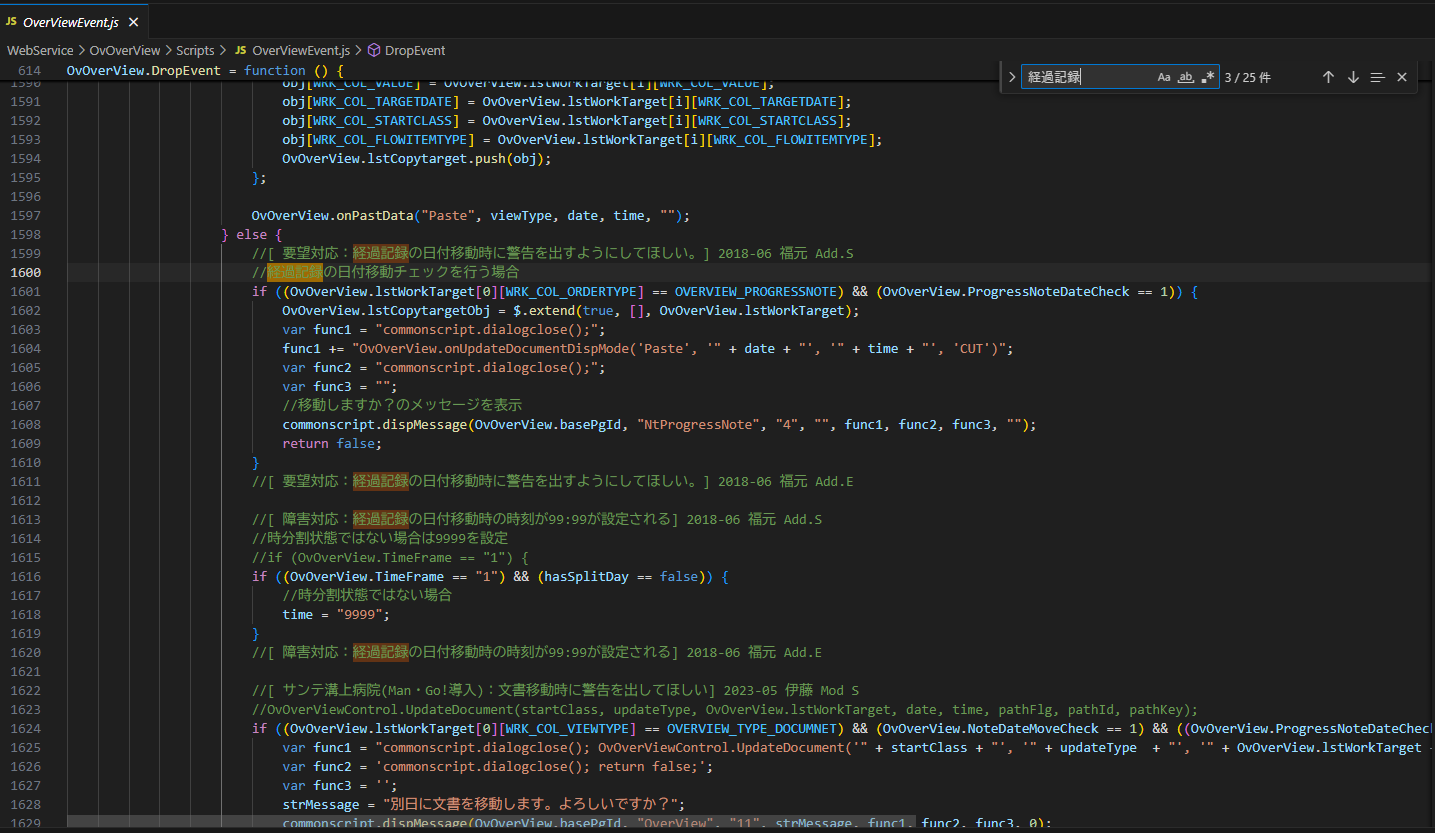 JS OverViewEvent.js ×
WebService > OvOverView > Scripts > JS OverViewEvent.js > DropEvent
614 OvOverView.DropEvent = function () {
経過記録 Aa ab 3 / 25 件
1590 obj[WRK_COL_VALUE] = OvOverView.lstWorkTarget[i][WRK_COL_VALUE];
1591 obj[WRK_COL_TARGETDATE] = OvOverView.lstWorkTarget[i][WRK_COL_TARGETDATE];
1592 obj[WRK_COL_STARTCLASS] = OvOverView.lstWorkTarget[i][WRK_COL_STARTCLASS];
1593 obj[WRK_COL_FLOWITEMTYPE] = OvOverView.lstWorkTarget[i][WRK_COL_FLOWITEMTYPE];
1594 OvOverView.lstCopytarget.push(obj);
1595 };
1596
1597 OvOverView.onPastData("Paste", viewType, date, time, "");
1598 } else {
1599 //[ 要望対応：経過記録の日付移動時に警告を出すようにしてほしい。] 2018-06 福元 Add.S
1600 //経過記録の日付移動チェックを行う場合
1601 if ((OvOverView.lstWorkTarget[0][WRK_COL_ORDERTYPE] == OVERVIEW_PROGRESSNOTE) && (OvOverView.ProgressNoteDateCheck == 1)) {
1602 OvOverView.lstCopytargetObj = $.extend(true, [], OvOverView.lstWorkTarget);
1603 var func1 = "commonscript.dialogclose();";
1604 func1 += "OvOverView.onUpdateDocumentDispMode('Paste', '" + date + "', '" + time + "', 'CUT')";
1605 var func2 = "commonscript.dialogclose();";
1606 var func3 = "";
1607 //移動しますか？のメッセージを表示
1608 commonscript.dispMessage(OvOverView.basePgId, "NtProgressNote", "4", "", func1, func2, func3, "");
1609 return false;
1610 }
1611 //[ 要望対応：経過記録の日付移動時に警告を出すようにしてほしい。] 2018-06 福元 Add.E
1612
1613 //[ 障害対応：経過記録の日付移動時の時刻が99:99が設定される] 2018-06 福元 Add.S
1614 //時分割状態ではない場合は9999を設定
1615 //if (OvOverView.TimeFrame == "1") {
1616 if ((OvOverView.TimeFrame == "1") && (hasSplitDay == false)) {
1617 //時分割状態ではない場合
1618 time = "9999";
1619 }
1620 //[ 障害対応：経過記録の日付移動時の時刻が99:99が設定される] 2018-06 福元 Add.E
1621
1622 //[ サンテ溝上病院(Man・Go!導入)：文書移動時に警告を出してほしい] 2023-05 伊藤 Mod S
1623 //OvOverViewControl.UpdateDocument(startClass, updateType, OvOverView.lstWorkTarget, date, time, pathFlg, pathId, pathKey);
1624 if ((OvOverView.lstWorkTarget[0][WRK_COL_VIEWTYPE] == OVERVIEW_TYPE_DOCUMNET) && (OvOverView.NoteDateMoveCheck == 1) && ((OvOverView.ProgressNoteDateChec
1625 var func1 = "commonscript.dialogclose(); OvOverViewControl.UpdateDocument('" + startClass + "', '" + updateType + "', '" + OvOverView.lstWorkTarget
1626 var func2 = 'commonscript.dialogclose(); return false;';
1627 var func3 = '';
1628 strMessage = "別日に文書を移動します。よろしいですか？";
1629 commonscript.dispMessage(OvOverView.basePgId, "OverView", "11", strMessage, func1, func2, func3, 0);